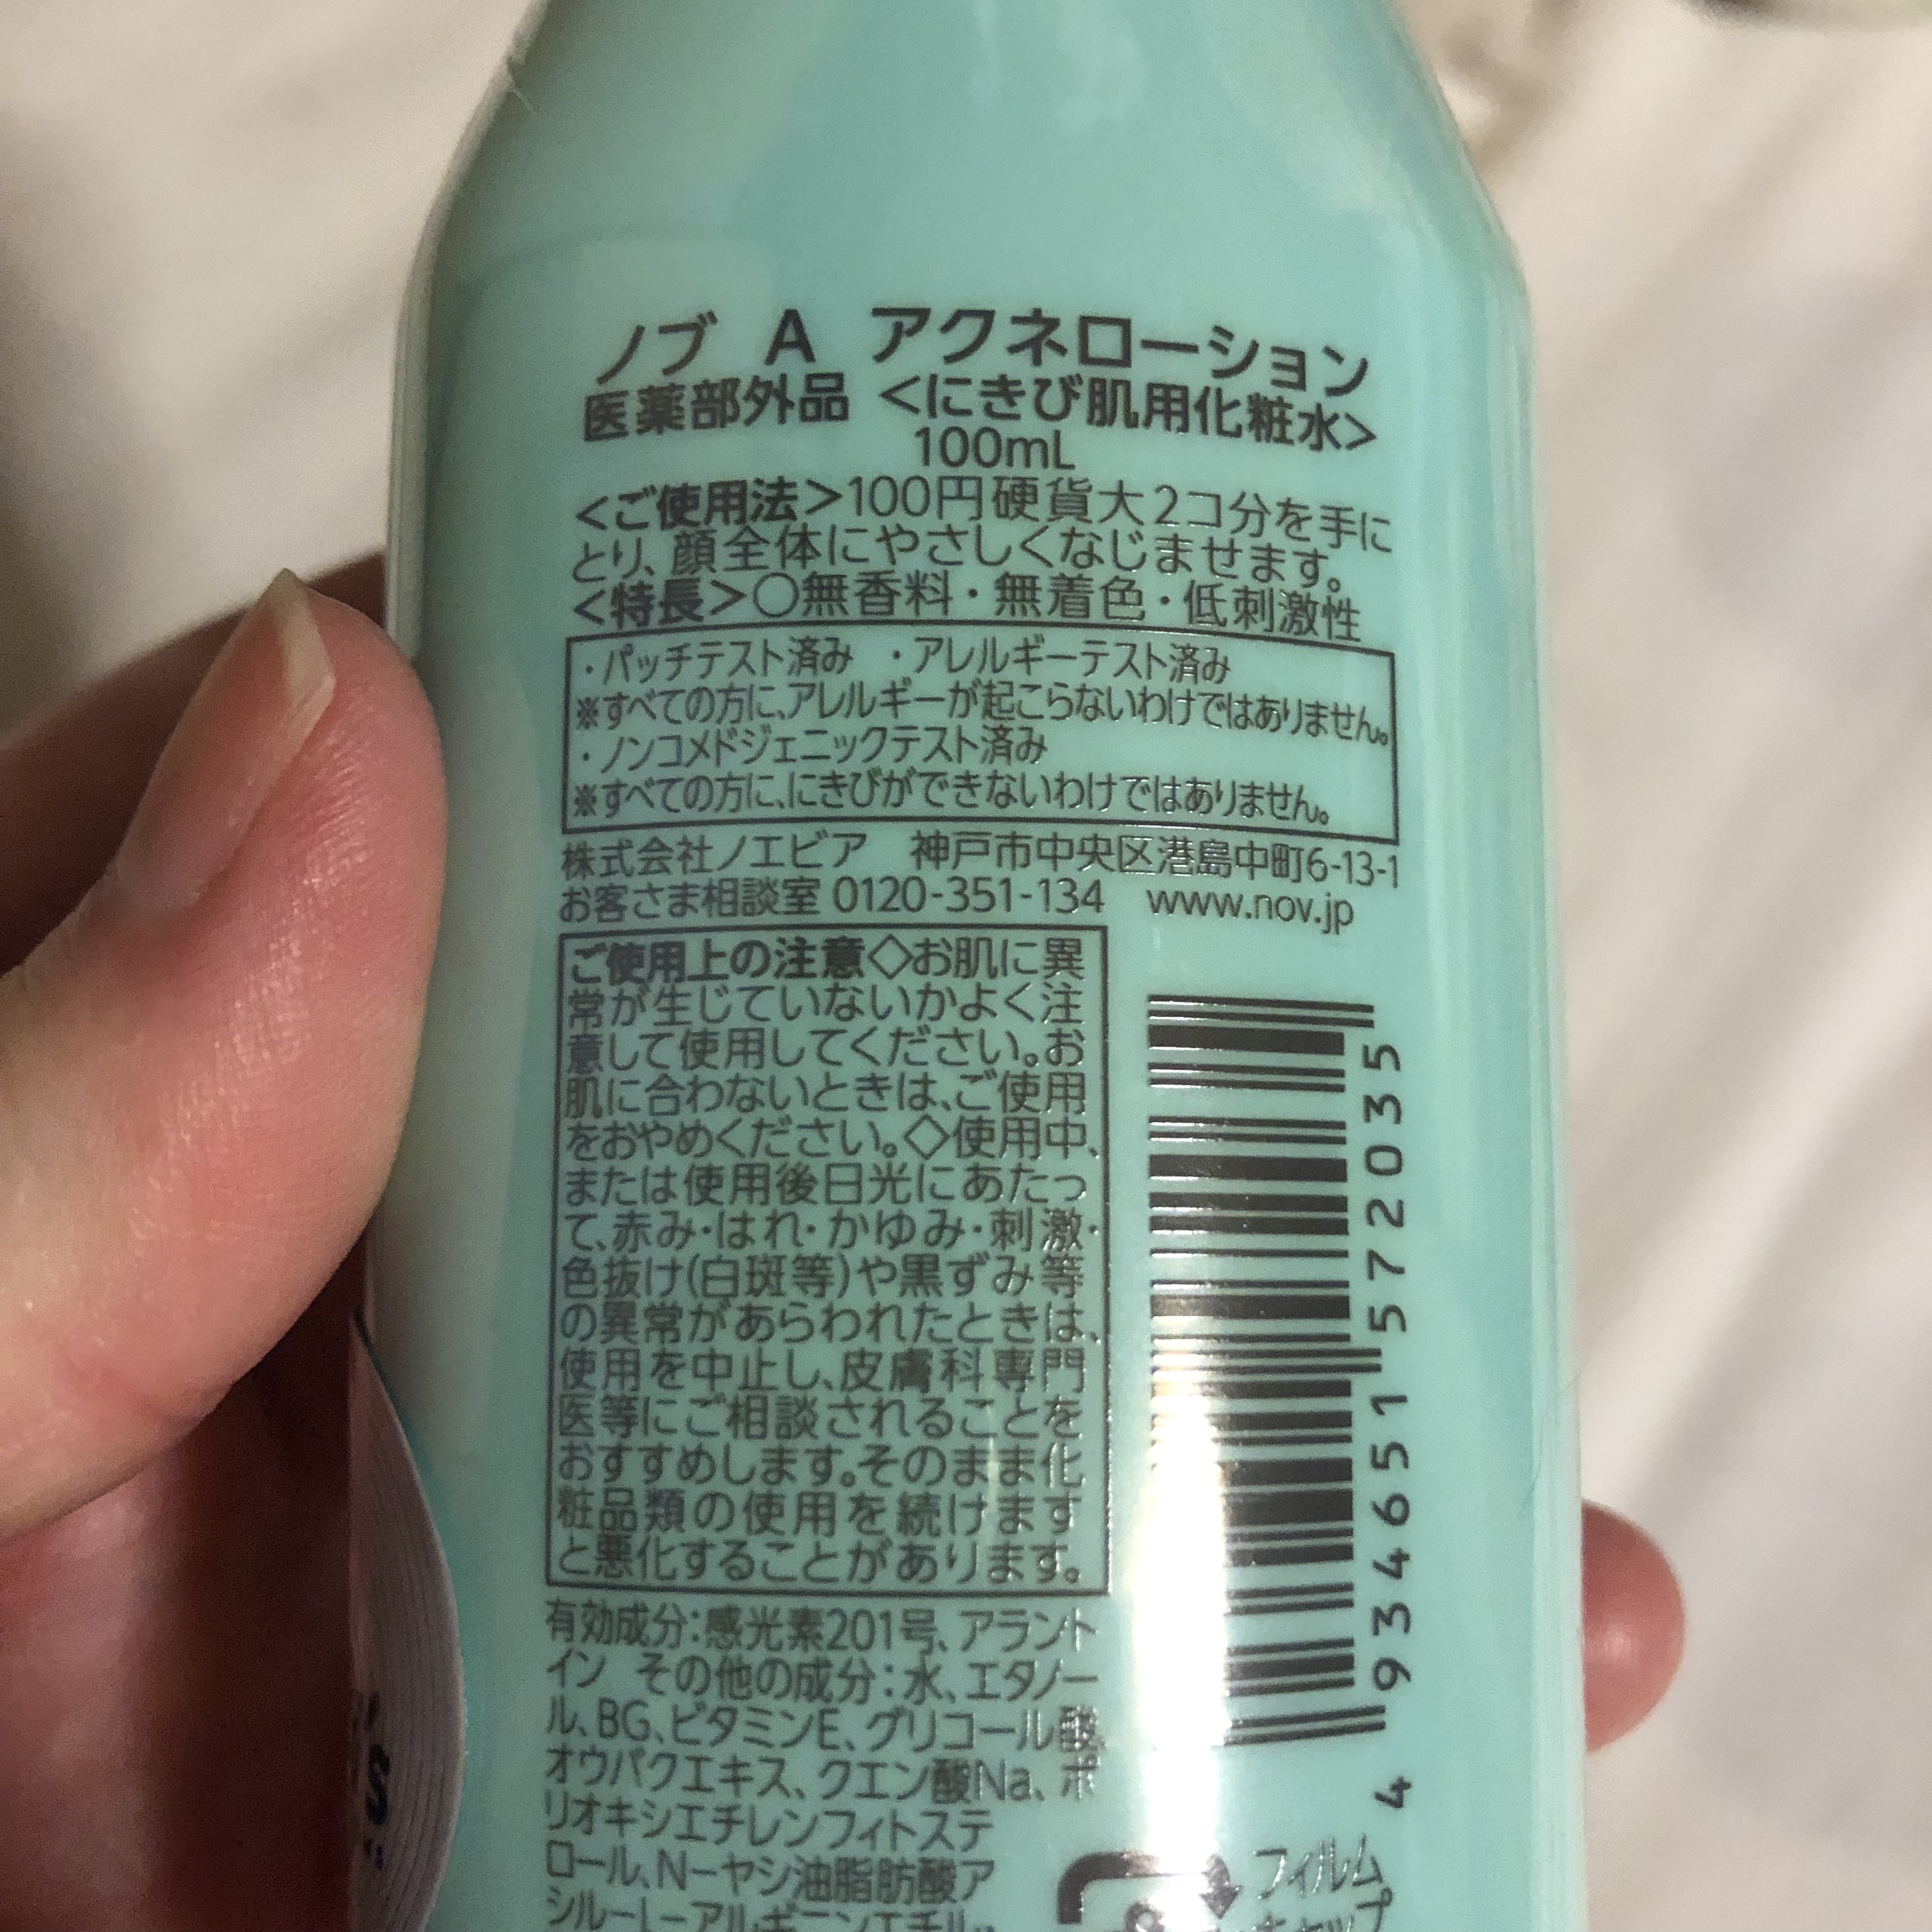 ノブ A アクネローション
医薬部外品 <にきび肌用化粧水>
100mL
<ご使用法>100円硬貨大2コ分を手に
とり、顔全体にやさしくなじませます。
<特長>○無香料・無着色・低刺激性
・パッチテスト済み ・アレルギーテスト済み
※すべての方に、アレルギーが起こらないわけではありません。
・ノンコメドジェニックテスト済み
※すべての方に、にきびができないわけではありません。
株式会社ノエビア 神戸市中央区港島中町6-13-1
お客さま相談室 0120-351-134 www.nov.jp
ご使用上の注意◇お肌に異
常が生じていないかよく注
意して使用してください。お
肌に合わないときは、ご使用
をおやめください。◇使用中、
または使用後日光にあたっ
て、赤み・はれ・かゆみ・刺激・
色抜け(白斑等)や黒ずみ等
の異常があらわれたときは、
使用を中止し、皮膚科専門
医等にご相談されることを
おすすめします。そのまま化
粧品類の使用を続けます
と悪化することがあります。
有効成分:感光素201号、アラント
イン その他の成分:水、エタノー
ル、BG、ビタミンE、グリコール酸、
オウバクエキス、クエン酸Na、ポ
リオキシエチレンフィトステ
ロール、N-ヤシ油脂肪酸ア
シル-L-アルギニンエチル
4934651572035
フィルム
キャップ